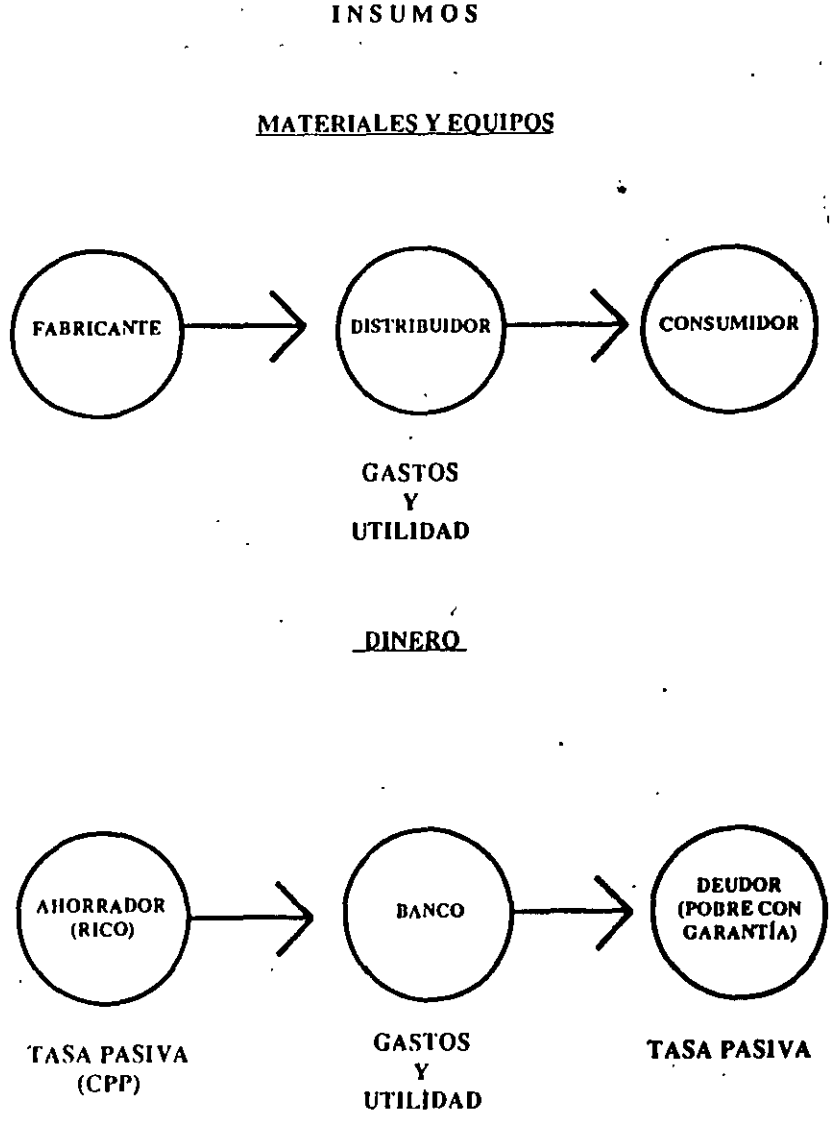 INSUMOS
MATERIALES Y EQUIPOS
FABRICANTE
DISTRIBUIDOR
CONSUMIDOR
GASTOS
Y
UTILIDAD
DINERO
AHORRADOR
(RICO)
BANCO
DEUDOR
(POBRE CON
GARANTÍA)
TASA PASIVA
(CPP)
GASTOS
Y
UTILIDAD
TASA PASIVA